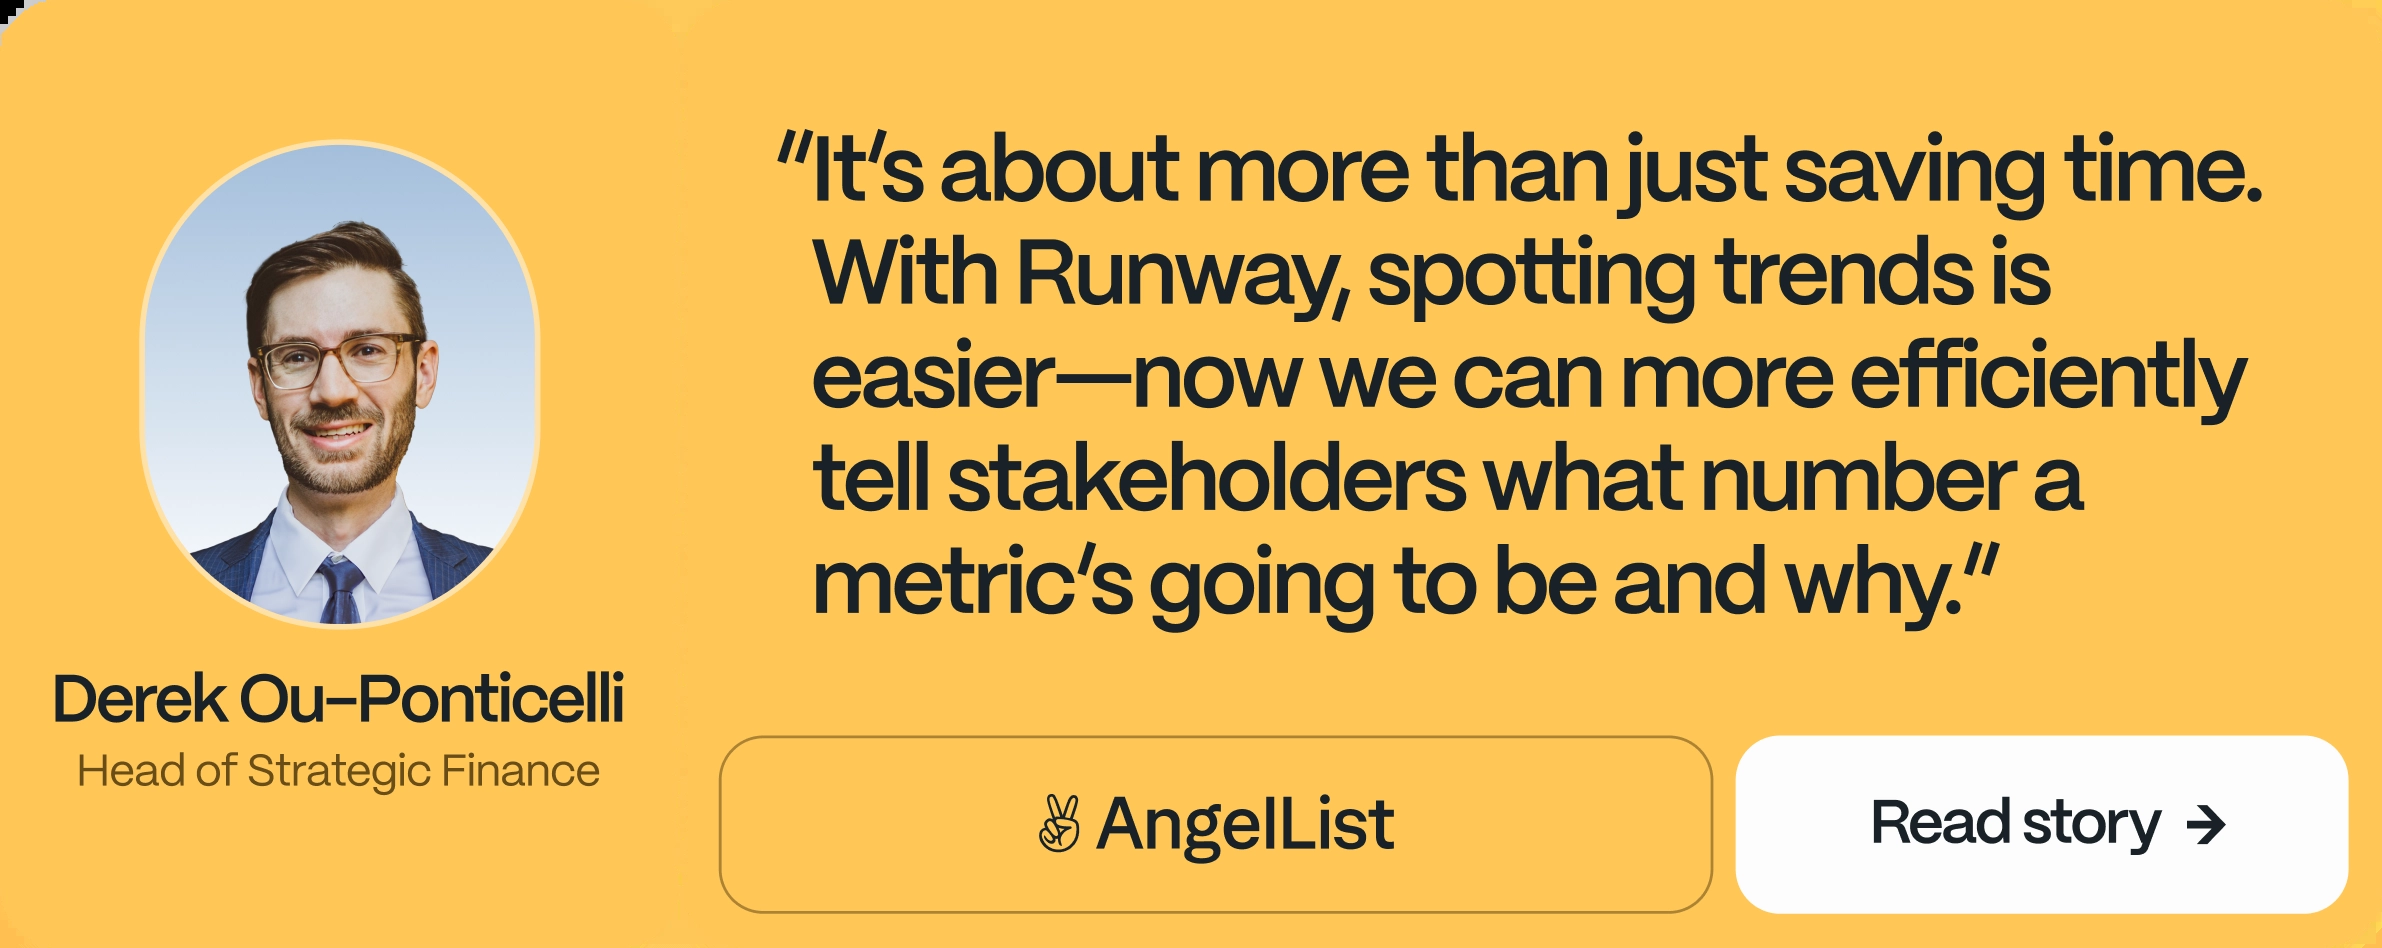 "It's about more than just saving time.
With Runway, spotting trends is
easier—now we can more efficiently
tell stakeholders what number a
metric's going to be and why."
Derek Ou–Ponticelli
Head of Strategic Finance
AngelList
Read story →